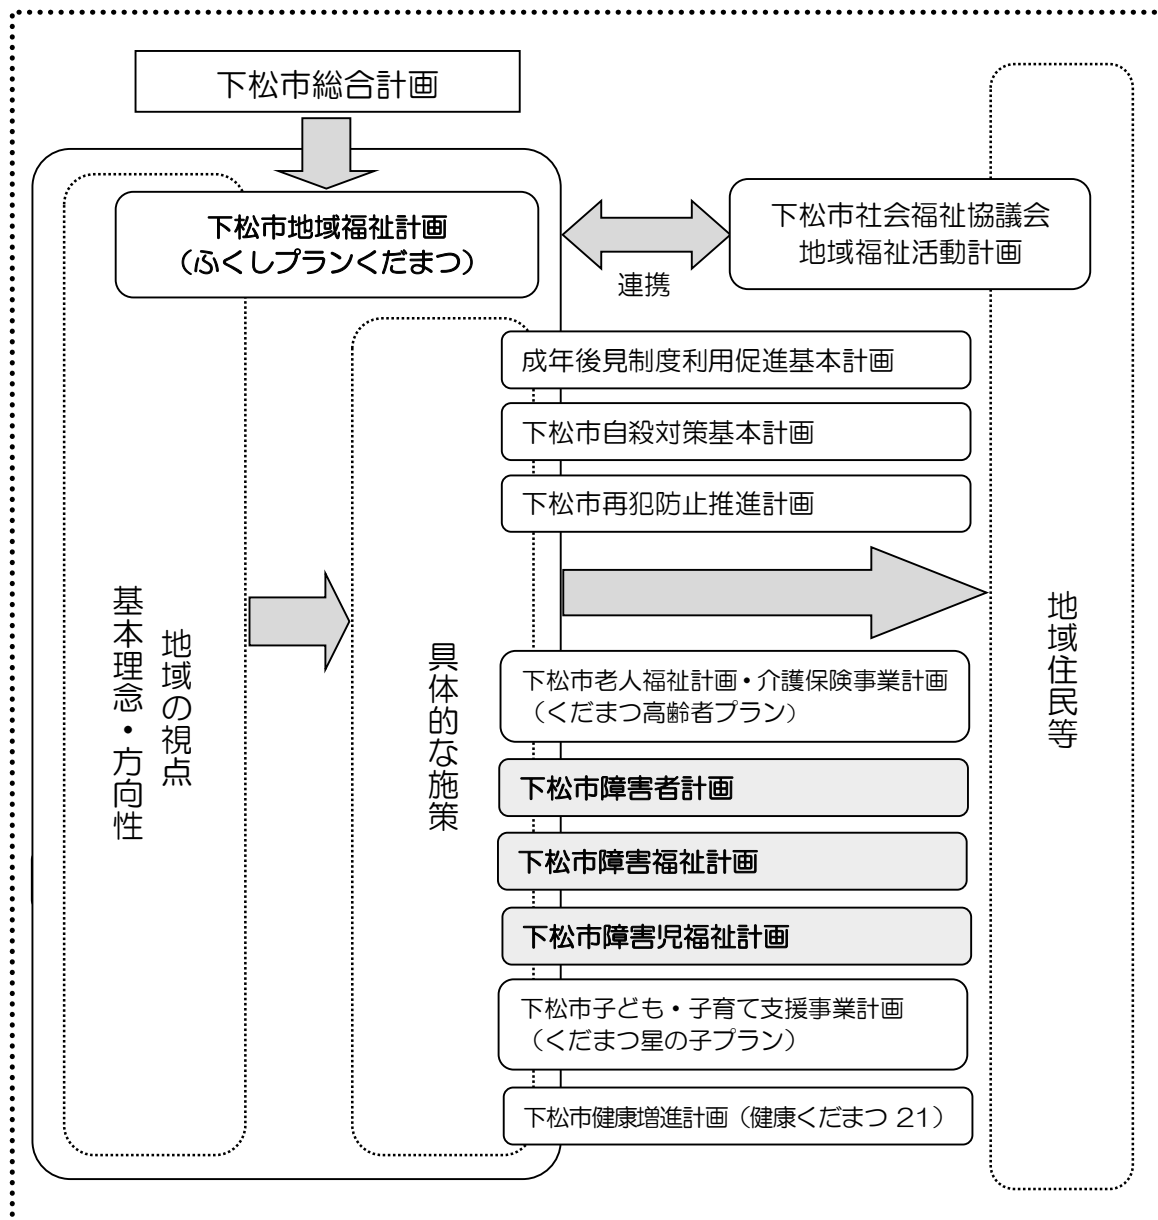 下松市総合計画
下松市地域福祉計画
（ふくしプランくだまつ）
連携
下松市社会福祉協議会
地域福祉活動計画
成年後見制度利用促進基本計画
下松市自殺対策基本計画
下松市再犯防止推進計画
地域の視点
基本理念・方向性
具体的な施策
地域住民等
下松市老人福祉計画・介護保険事業計画
（くだまつ高齢者プラン）
下松市障害者計画
下松市障害福祉計画
下松市障害児福祉計画
下松市子ども・子育て支援事業計画
（くだまつ星の子プラン）
下松市健康増進計画（健康くだまつ 21）